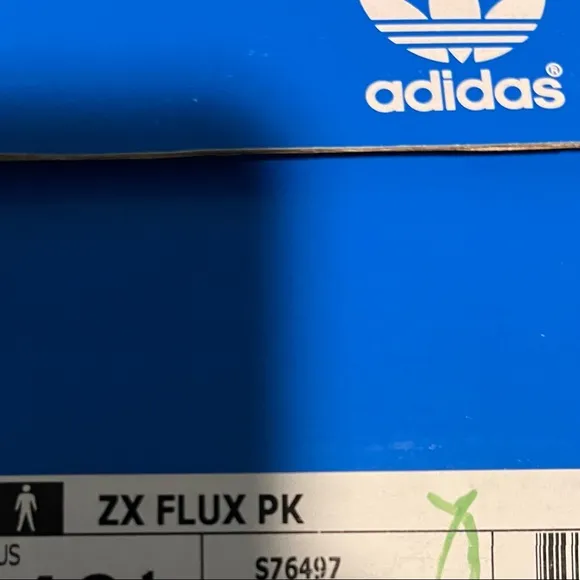 adidas®
ZX FLUX PK
US
S76497